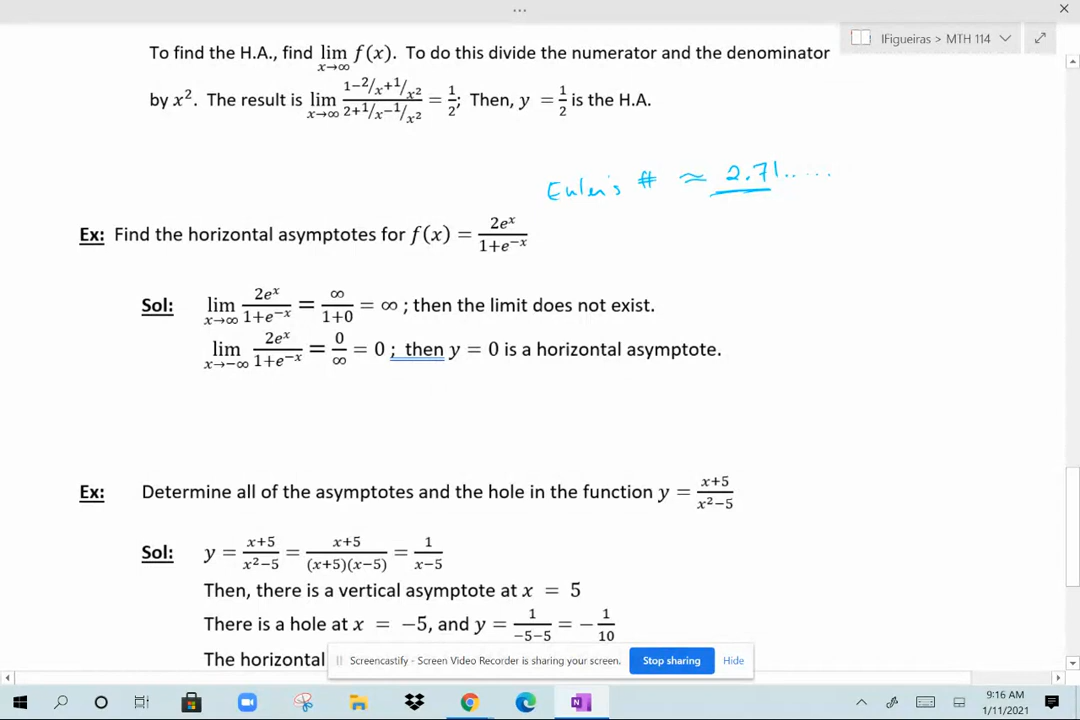 IFigueiras > MTH 114
To find the H.A., find lim x→∞ f(x). To do this divide the numerator and the denominator
by x². The result is lim x→∞ (1−2/x+1/x²)/(2+1/x−1/x²) = 1/2; Then, y = 1/2 is the H.A.
Euler's # ≈ 2.71.....
Ex: Find the horizontal asymptotes for f(x) = 2eˣ/(1+e⁻ˣ)
Sol: lim x→∞ 2eˣ/(1+e⁻ˣ) = ∞/(1+0) = ∞ ; then the limit does not exist.
lim x→−∞ 2eˣ/(1+e⁻ˣ) = 0/∞ = 0 ; then y = 0 is a horizontal asymptote.
Ex: Determine all of the asymptotes and the hole in the function y = (x+5)/(x²−5)
Sol: y = (x+5)/(x²−5) = (x+5)/((x+5)(x−5)) = 1/(x−5)
Then, there is a vertical asymptote at x = 5
There is a hole at x = −5, and y = 1/(−5−5) = −1/10
The horizontal
Screencastify - Screen Video Recorder is sharing your screen. Stop sharing Hide
9:16 AM
1/11/2021